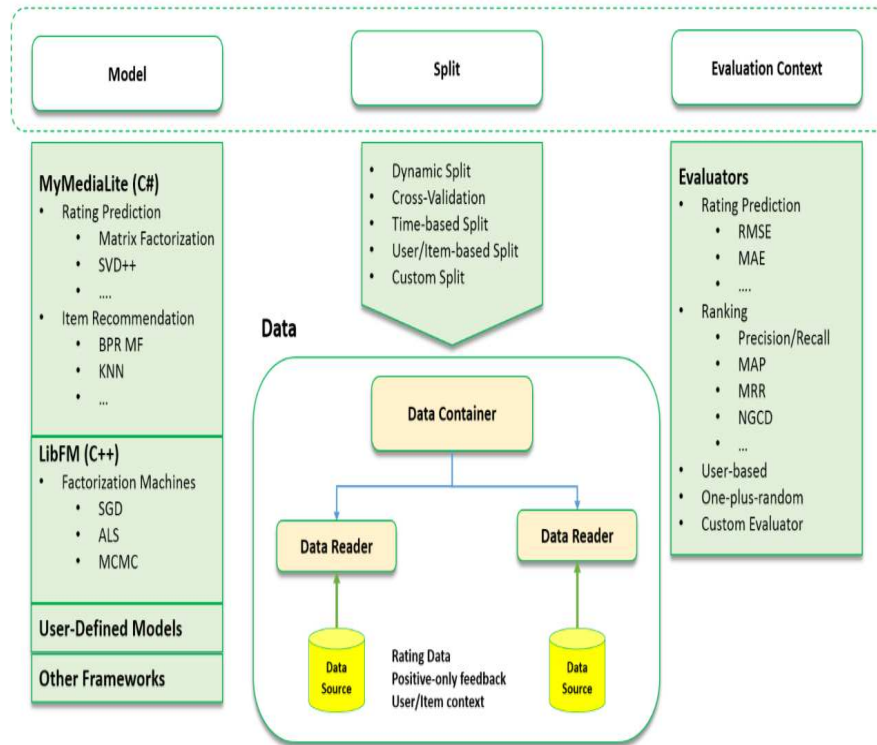 Model
Split
Evaluation Context
MyMediaLite (C#)
• Rating Prediction
• Matrix Factorization
• SVD++
• ....
• Item Recommendation
• BPR MF
• KNN
• ...
LibFM (C++)
• Factorization Machines
• SGD
• ALS
• MCMC
User-Defined Models
Other Frameworks
• Dynamic Split
• Cross-Validation
• Time-based Split
• User/Item-based Split
• Custom Split
Data
Data Container
Data Reader
Data Reader
Data
Source
Rating Data
Positive-only feedback
User/Item context
Data
Source
Evaluators
• Rating Prediction
• RMSE
• MAE
• ....
• Ranking
• Precision/Recall
• MAP
• MRR
• NGCD
• ...
• User-based
• One-plus-random
• Custom Evaluator